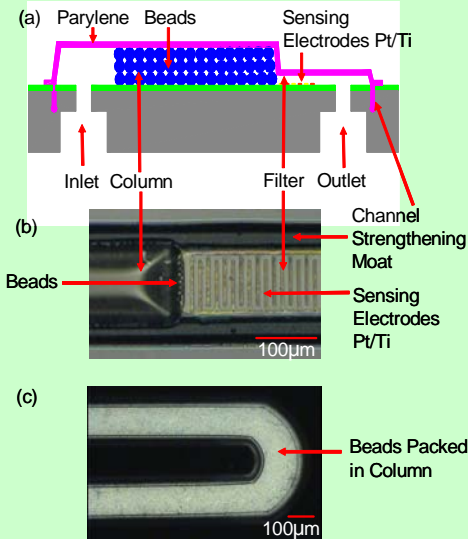 (a)
Parylene
Beads
Sensing
Electrodes Pt/Ti
Inlet
Column
Filter
Outlet
Channel
Strengthening
Moat
(b)
Beads
Sensing
Electrodes
Pt/Ti
100µm
(c)
Beads Packed
in Column
100µm